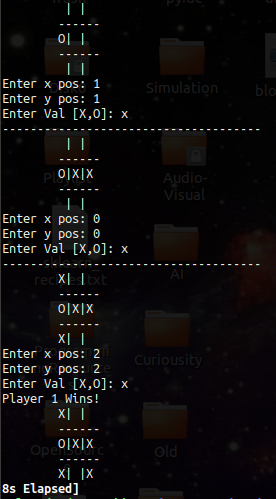 | |
------
O| |
------
| |
Enter x pos: 1
Enter y pos: 1
Enter Val [X,O]: x
--------------------------------------
| |
------
O|X|X
------
| |
Enter x pos: 0
Enter y pos: 0
Enter Val [X,O]: x
--------------------------------------
X| |
------
O|X|X
------
X| |
Enter x pos: 2
Enter y pos: 2
Enter Val [X,O]: x
Player 1 Wins!
X| |
------
O|X|X
------
X| |X
8s Elapsed]
Simulation
Audio-
Visual
AI
Curiousity
Old